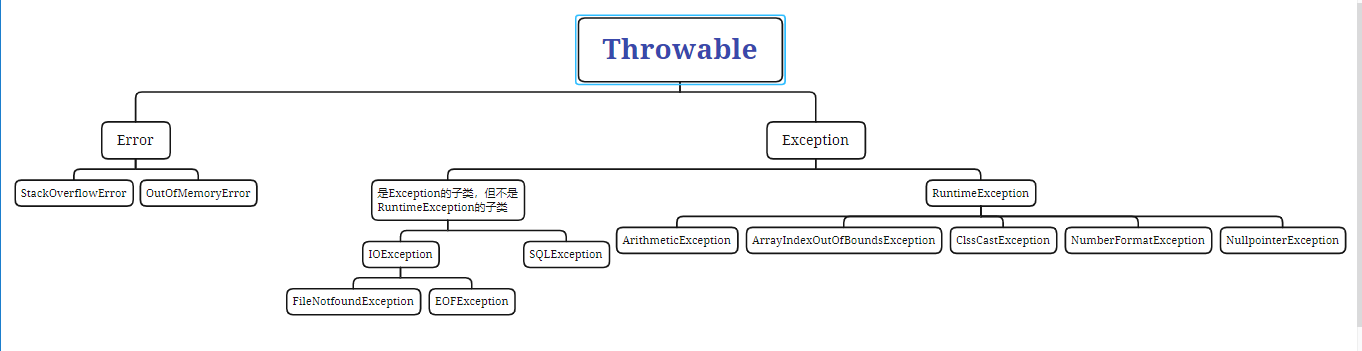 Throwable
Error
Exception
StackOverflowError
OutOfMemoryError
是Exception的子类，但不是
RuntimeException的子类
RuntimeException
IOException
SQLException
ArithmeticException
ArrayIndexOutOfBoundsException
ClssCastException
NumberFormatException
NullpointerException
FileNotfoundException
EOFException